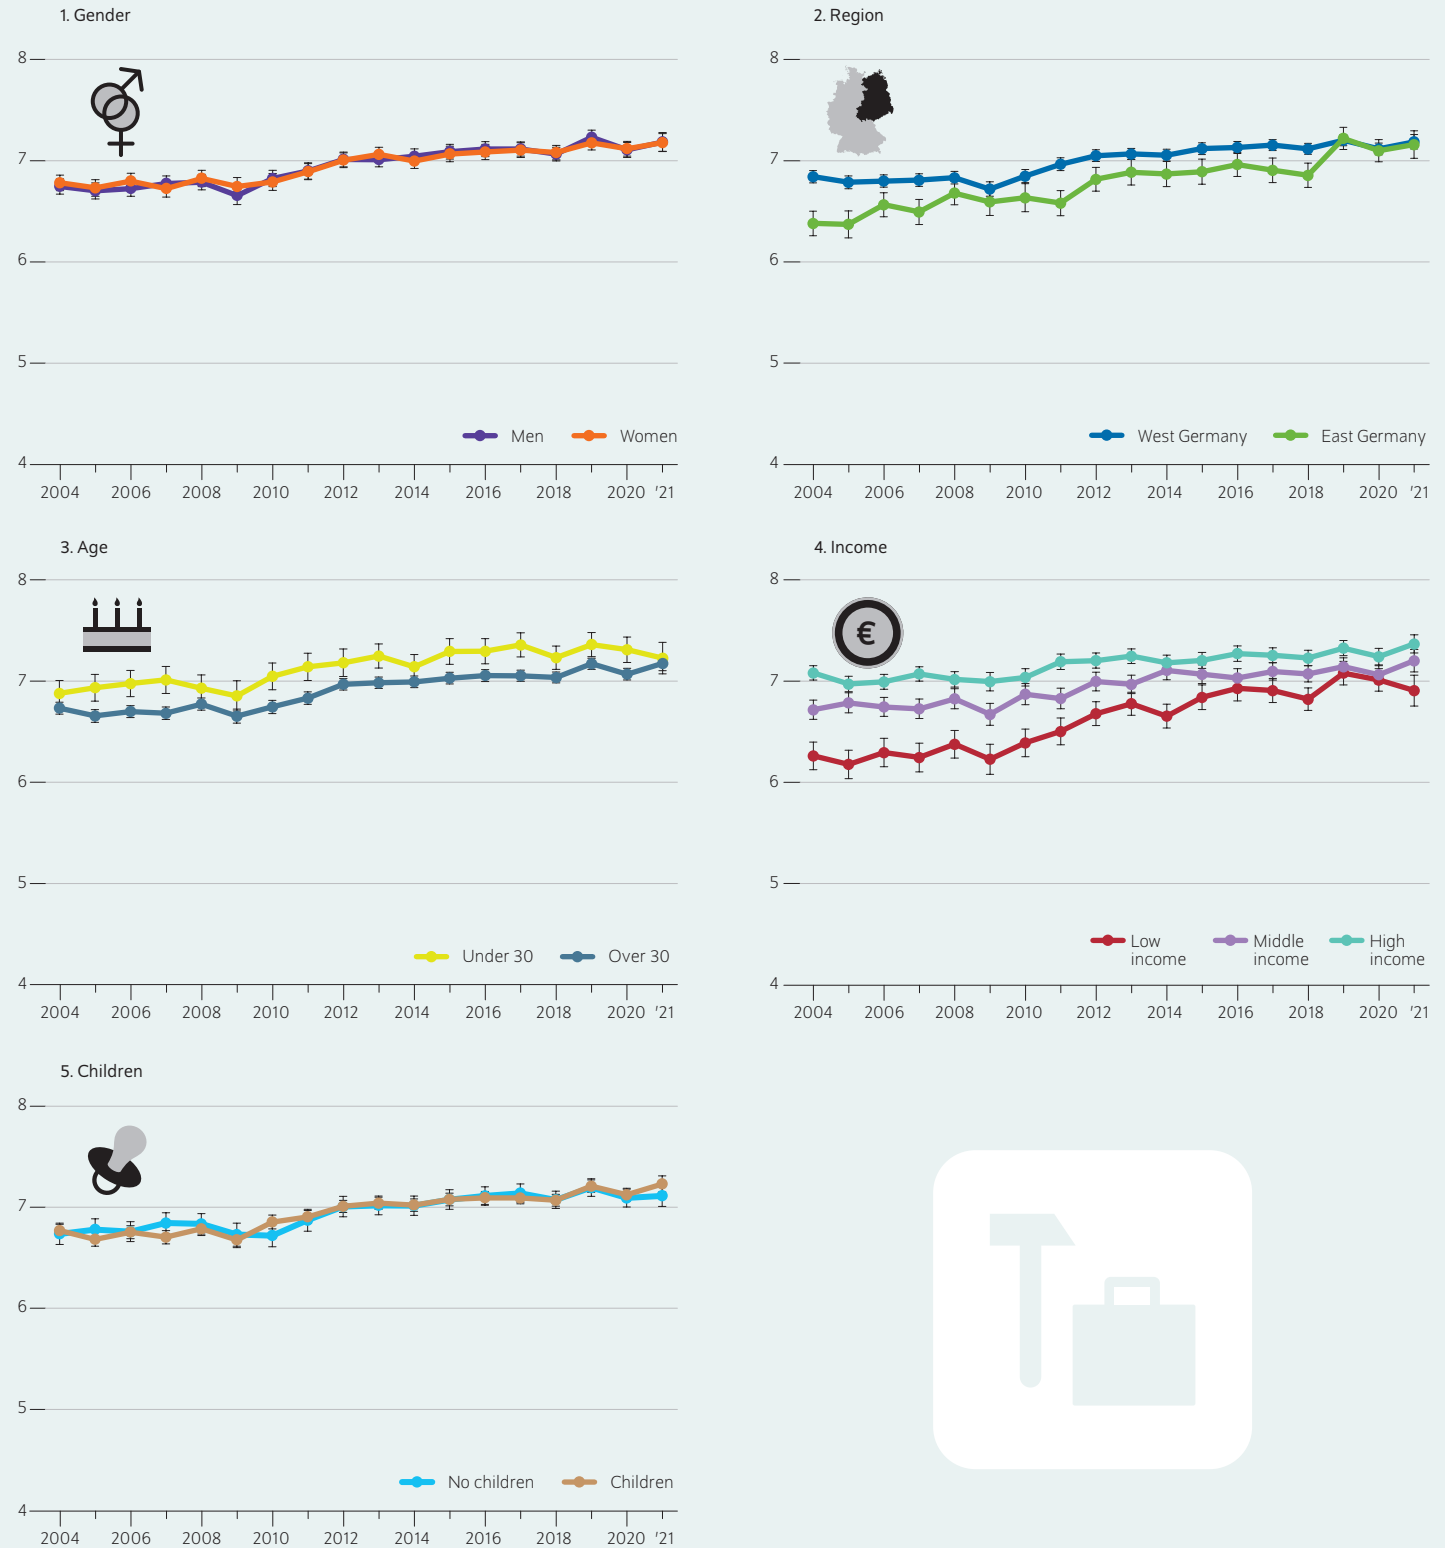 1. Gender
8
7
6
5
4
Men Women
2004 2006 2008 2010 2012 2014 2016 2018 2020 '21
2. Region
8
7
6
5
4
West Germany East Germany
2004 2006 2008 2010 2012 2014 2016 2018 2020 '21
3. Age
8
7
6
5
4
Under 30 Over 30
2004 2006 2008 2010 2012 2014 2016 2018 2020 '21
4. Income
8
€
7
6
5
4
Low income
Middle income
High income
2004 2006 2008 2010 2012 2014 2016 2018 2020 '21
5. Children
8
7
6
5
4
No children Children
2004 2006 2008 2010 2012 2014 2016 2018 2020 '21